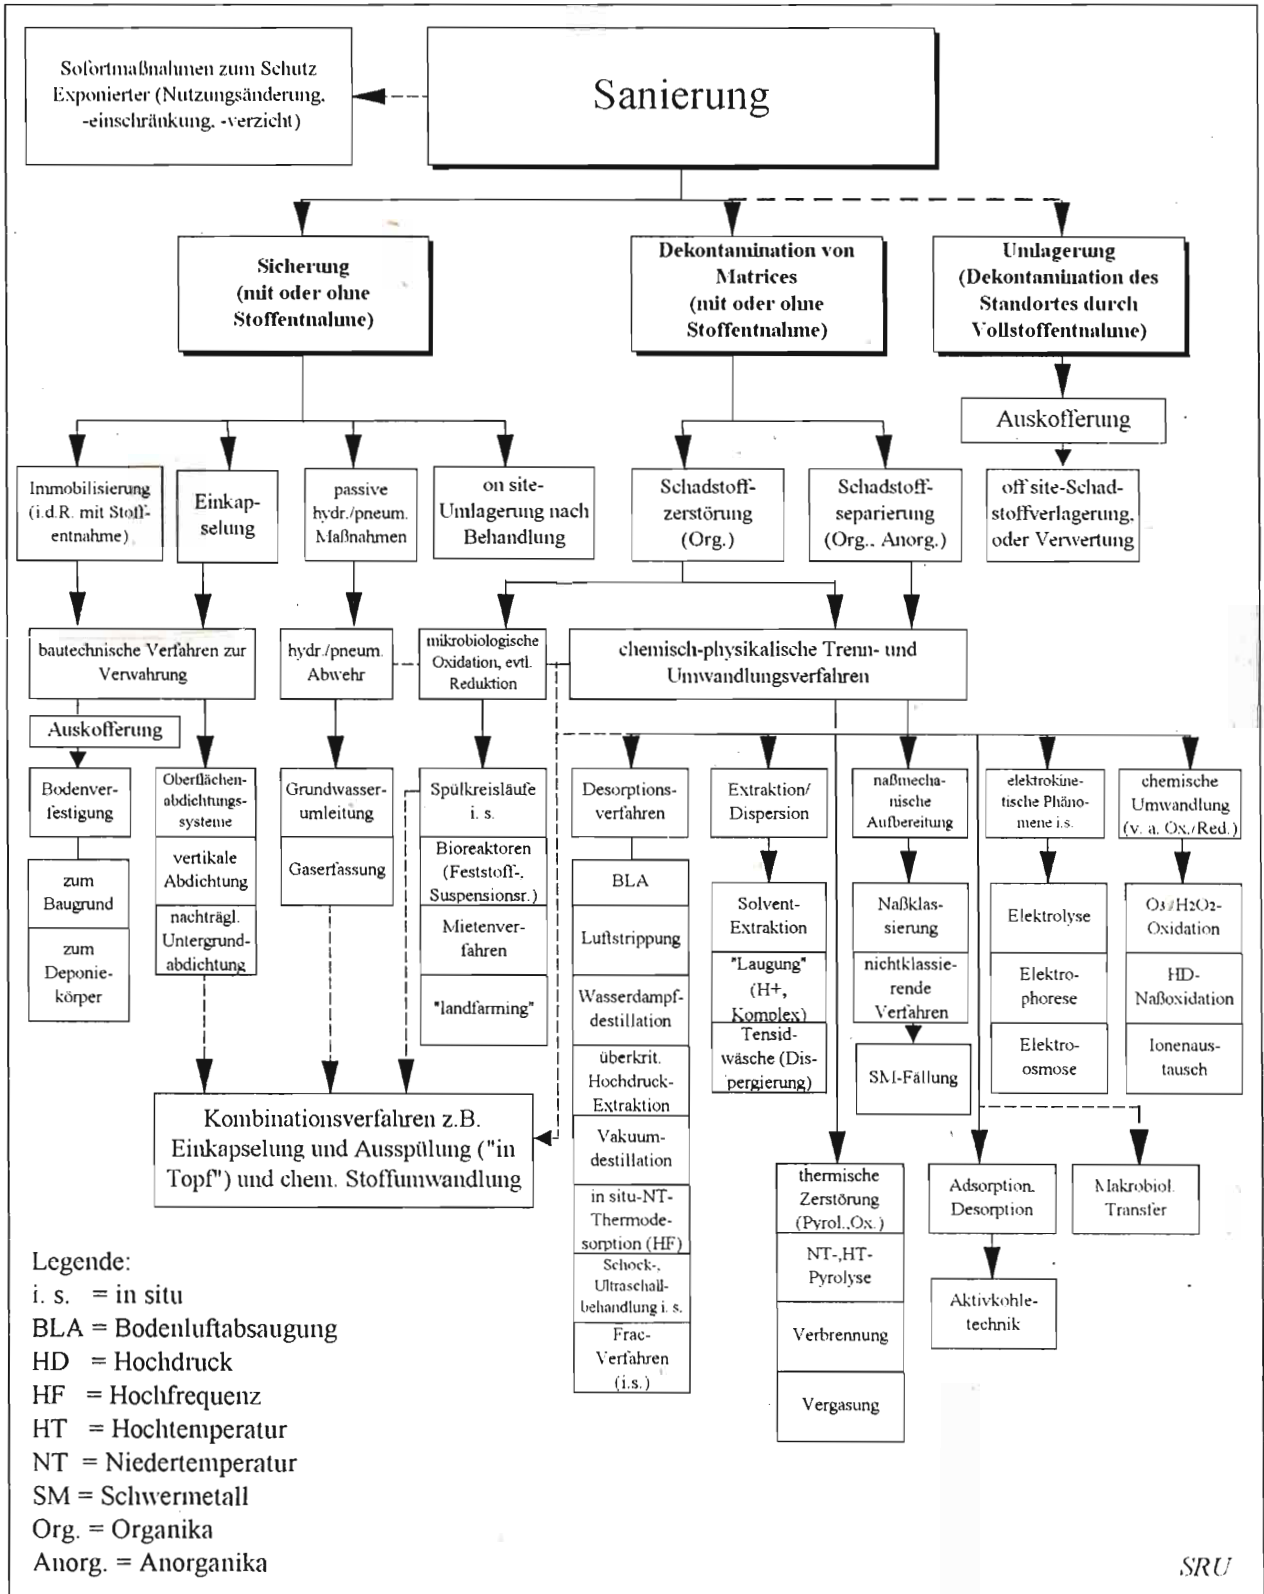 Sofortmaßnahmen zum Schutz
Exponierter (Nutzungsänderung,
-einschränkung, -verzicht)
Sanierung
Sicherung
(mit oder ohne
Stoffentnahme)
Dekontamination von
Matrices
(mit oder ohne
Stoffentnahme)
Umlagerung
(Dekontamination des
Standortes durch
Vollstoffentnahme)
Auskofferung
Immobilisierung
(i.d.R. mit Stoff-
entnahme)
Einkap-
selung
passive
hydr./pneum.
Maßnahmen
on site-
Umlagerung nach
Behandlung
Schadstoff-
zerstörung
(Org.)
Schadstoff-
separierung
(Org., Anorg.)
off site-Schad-
stoffverlagerung,
oder Verwertung
bautechnische Verfahren zur
Verwahrung
hydr./pneum.
Abwehr
mikrobiologische
Oxidation, evtl.
Reduktion
chemisch-physikalische Trenn- und
Umwandlungsverfahren
Auskofferung
Bodenver-
festigung
zum
Baugrund
zum
Deponie-
körper
Oberflächen-
abdichtungs-
systeme
vertikale
Abdichtung
nachträgl.
Untergrund-
abdichtung
Grundwasser-
umleitung
Gaserfassung
Spülkreisläufe
i. s.
Bioreaktoren
(Feststoff-,
Suspensionsr.)
Mietenver-
fahren
"landfarming"
Desorptions-
verfahren
BLA
Luftstrippung
Wasserdampf-
destillation
überkrit.
Hochdruck-
Extraktion
Vakuum-
destillation
in situ-NT-
Thermode-
sorption (HF)
Schock-,
Ultraschall-
behandlung i. s.
Frac-
Verfahren
(i.s.)
Extraktion/
Dispersion
Solvent-
Extraktion
"Laugung"
(H+,
Komplex)
Tensid-
wäsche (Dis-
pergierung)
naßmecha-
nische
Aufbereitung
Naßklas-
sierung
nichtklassie-
rende
Verfahren
SM-Fällung
elektrokine-
tische Phäno-
mene i.s.
Elektrolyse
Elektro-
phorese
Elektro-
osmose
chemische
Umwandlung
(v. a. Ox./Red.)
O3/H2O2-
Oxidation
HD-
Naßoxidation
Ionenaus-
tausch
Kombinationsverfahren z.B.
Einkapselung und Ausspülung ("in
Topf") und chem. Stoffumwandlung
thermische
Zerstörung
(Pyrol.,Ox.)
NT-,HT-
Pyrolyse
Verbrennung
Vergasung
Adsorption,
Desorption
Aktivkohle-
technik
Makrobiol.
Transfer
Legende:
i. s. = in situ
BLA = Bodenluftabsaugung
HD = Hochdruck
HF = Hochfrequenz
HT = Hochtemperatur
NT = Niedertemperatur
SM = Schwermetall
Org. = Organika
Anorg. = Anorganika
SRU